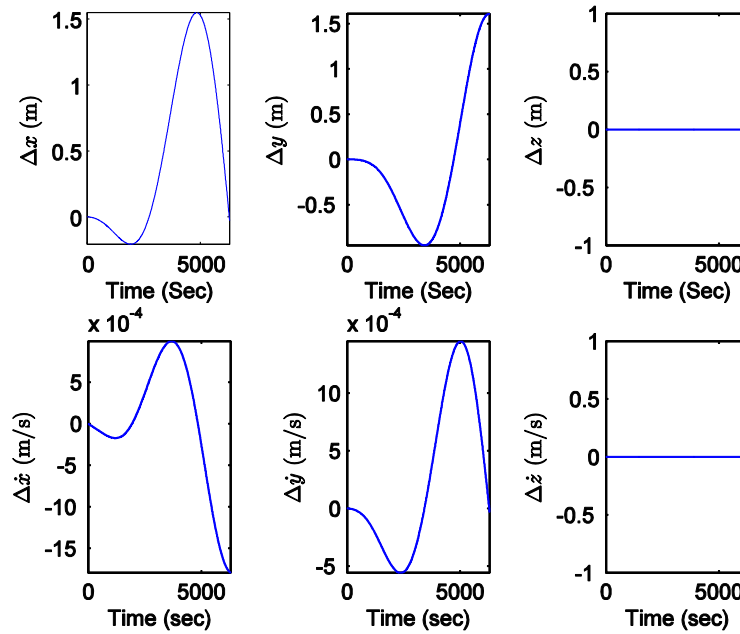 1.5
1
0.5
0
Δx (m)
0
5000
Time (Sec)
1.5
1
0.5
0
-0.5
Δy (m)
0
5000
Time (Sec)
1
0.5
0
-0.5
-1
Δz (m)
0
5000
Time (Sec)
x 10^-4
5
0
-5
-10
-15
Δẋ (m/s)
0
5000
Time (sec)
x 10^-4
10
5
0
-5
Δẏ (m/s)
0
5000
Time (sec)
1
0.5
0
-0.5
-1
Δż (m/s)
0
5000
Time (sec)